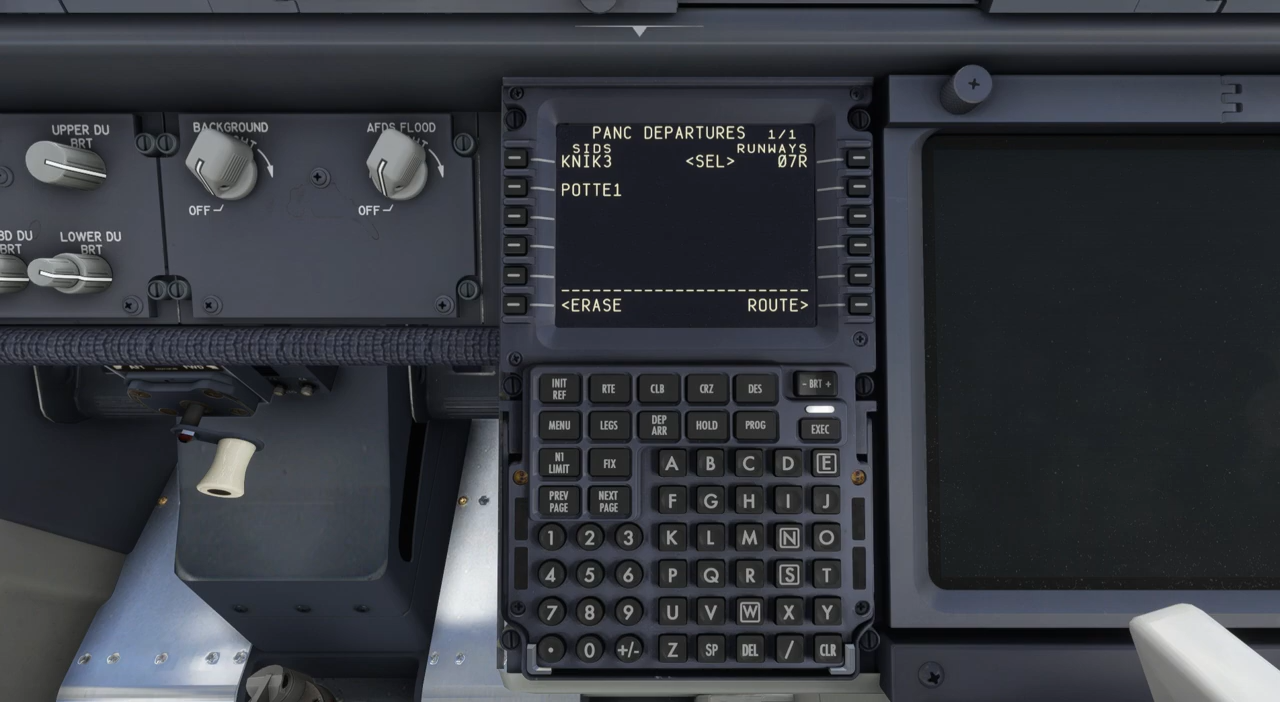 UPPER DU
BRT
BACKGROUND
OFF
AFDS FLOOD
OFF
BD DU
BRT
LOWER DU
BRT
PANC DEPARTURES 1/1
SIDS RUNWAYS
KNIK3 <SEL> 07R
POTTE1
------------------------
<ERASE ROUTE>
INIT REF
RTE
CLB
CRZ
DES
- BRT +
MENU
LEGS
DEP ARR
HOLD
PROG
EXEC
N1 LIMIT
FIX
A B C D E
PREV PAGE
NEXT PAGE
F G H I J
1 2 3 K L M N O
4 5 6 P Q R S T
7 8 9 U V W X Y
. 0 +/- Z SP DEL / CLR